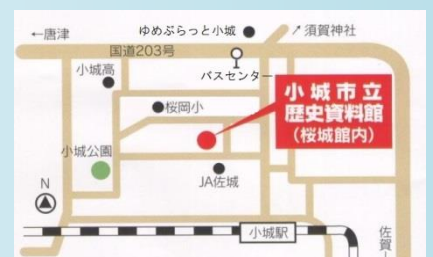 ←唐津
ゆめぷらっと小城
↗須賀神社
国道203号
小城高
バスセンター
桜岡小
小城市立
歴史資料館
(桜城館内)
小城公園
JA佐城
N
小城駅
佐賀